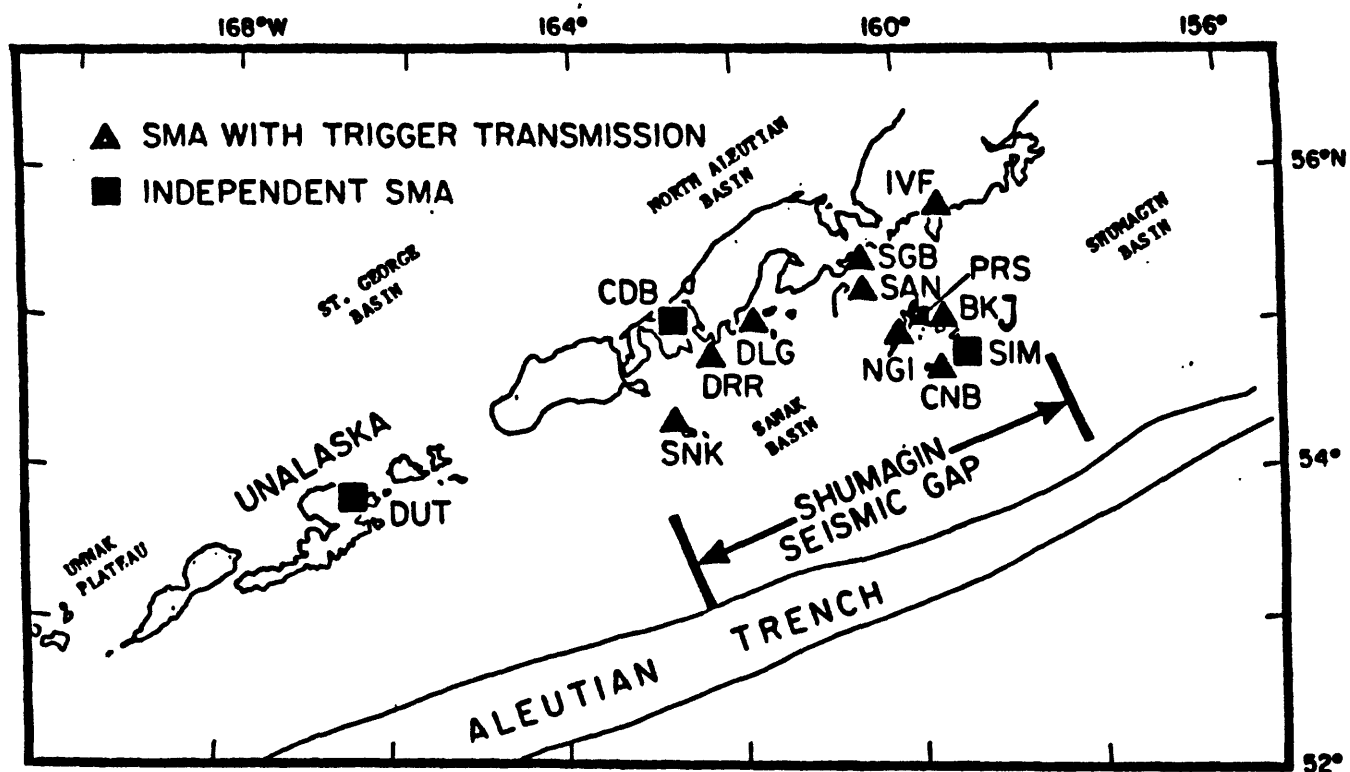 168°W 164° 160° 156°
SMA WITH TRIGGER TRANSMISSION
INDEPENDENT SMA
56°N
NORTH ALEUTIAN
BASIN
IVF
SHUMAGIN
BASIN
ST. GEORGE
BASIN
SGB
PRS
SAN
CDB
BKJ
DLG
SIM
NGI
DRR
CNB
SANAK
BASIN
SNK
54°
UNALASKA
DUT
SHUMAGIN
SEISMIC GAP
UMNAK
PLATEAU
ALEUTIAN TRENCH
52°